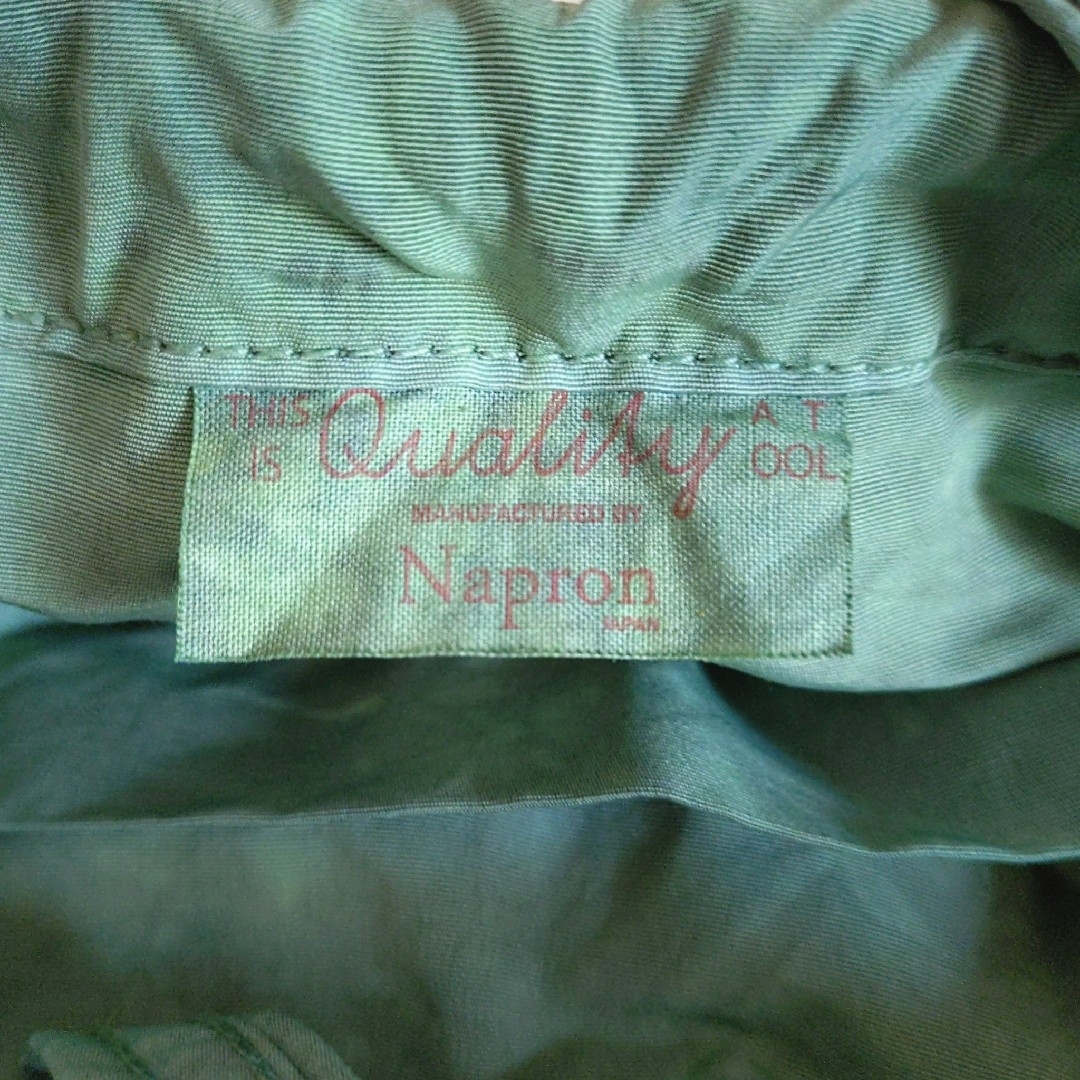 THIS Quality A T
IS OOL
MANUFACTURED BY
Napron
JAPAN